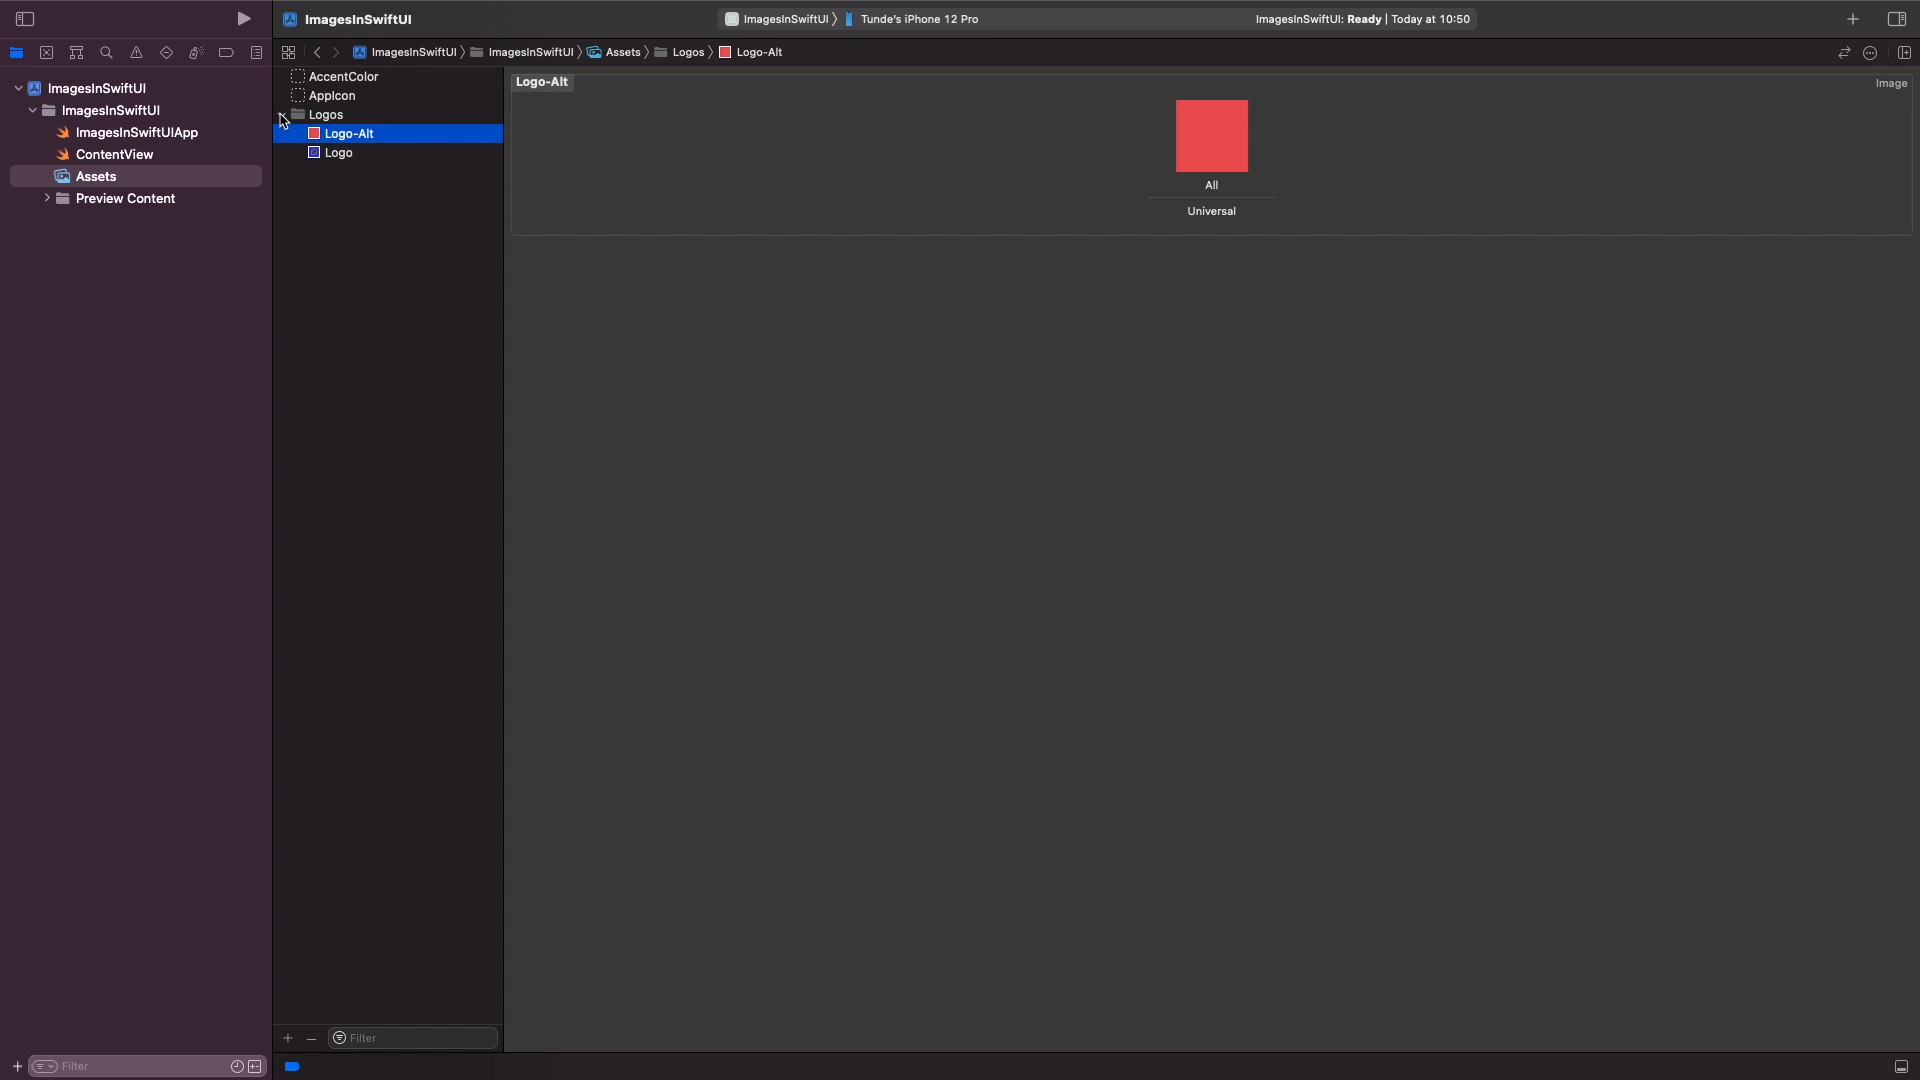 ImagesInSwiftUI
ImagesInSwiftUI
Tunde's iPhone 12 Pro
ImagesInSwiftUI: Ready | Today at 10:50
ImagesInSwiftUI
ImagesInSwiftUI
Assets
Logos
Logo-Alt
ImagesInSwiftUI
ImagesInSwiftUI
ImagesInSwiftUIApp
ContentView
Assets
Preview Content
Filter
AccentColor
AppIcon
Logos
Logo-Alt
Logo
Filter
Logo-Alt
Image
All
Universal